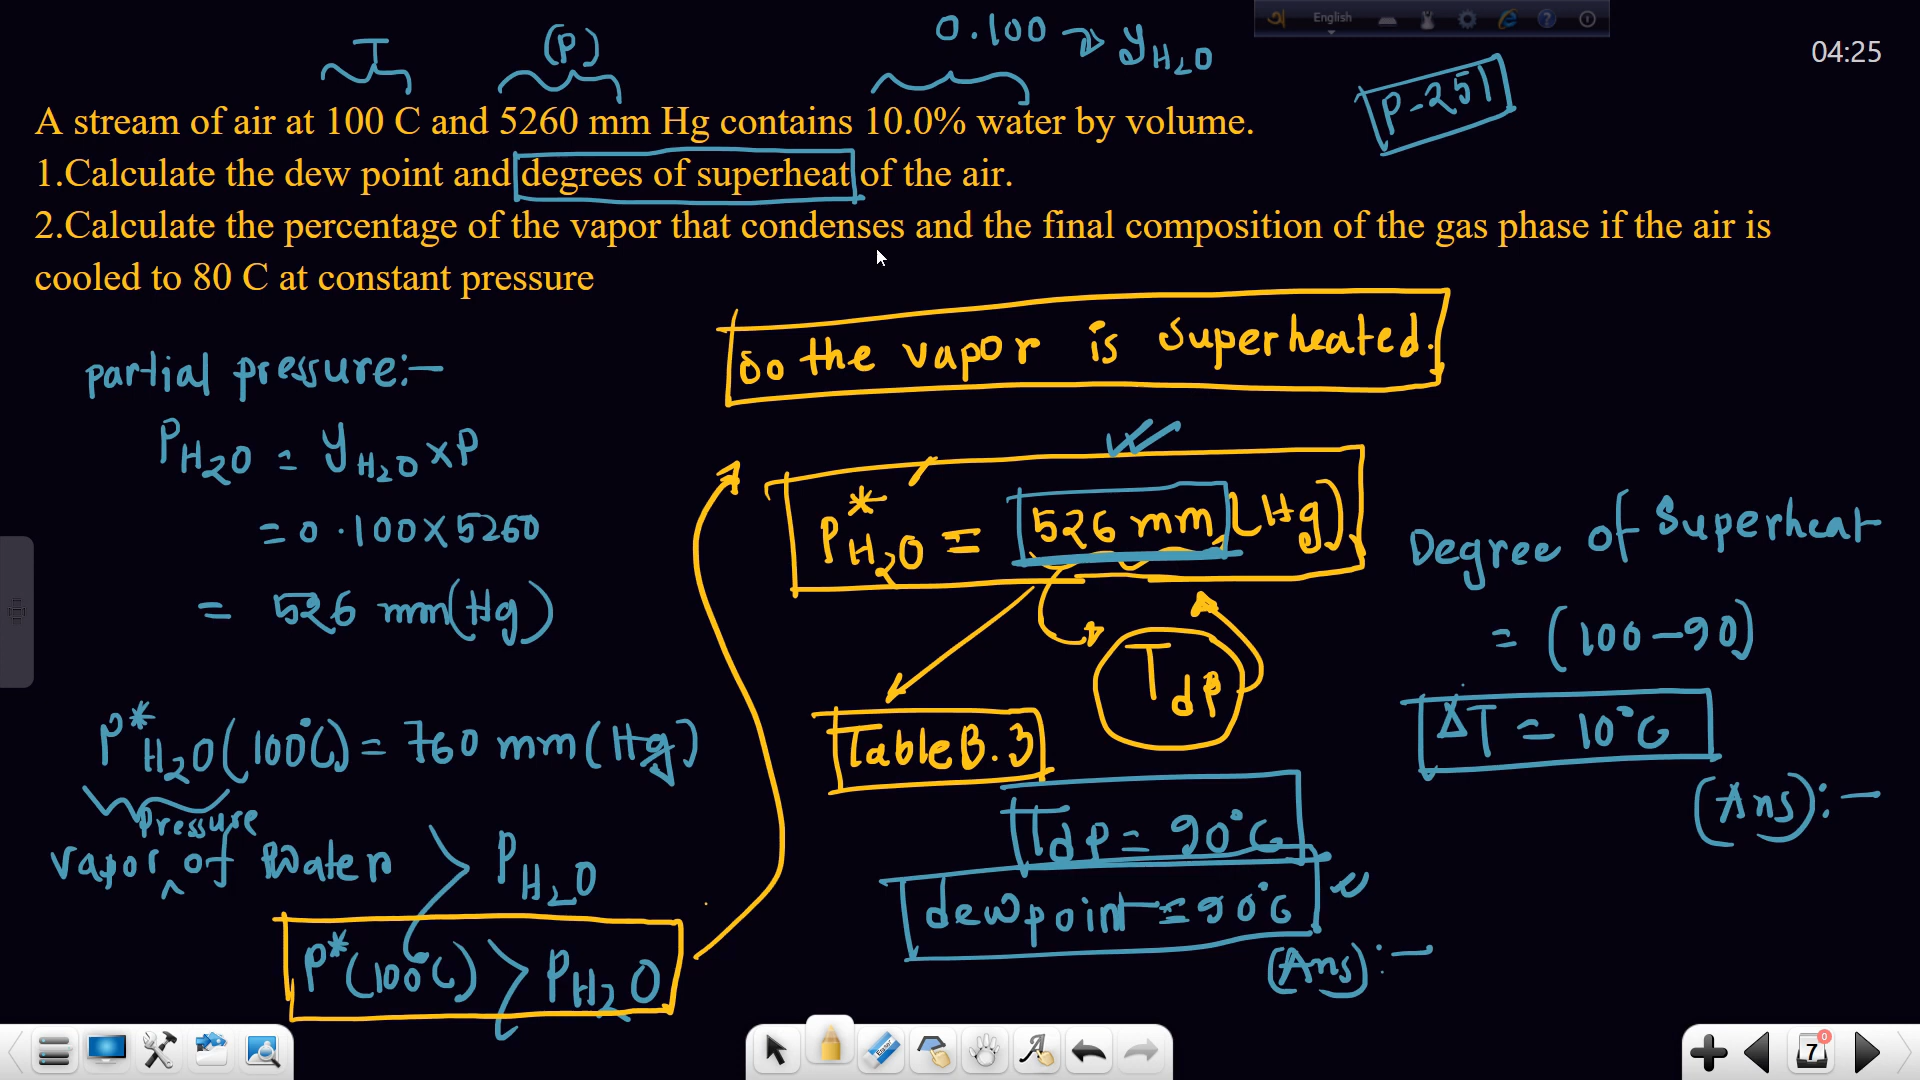 English
04:25
T
(P)
0.100 → yH2O
P-251
A stream of air at 100 C and 5260 mm Hg contains 10.0% water by volume.
1.Calculate the dew point and degrees of superheat of the air.
2.Calculate the percentage of the vapor that condenses and the final composition of the gas phase if the air is
cooled to 80 C at constant pressure
So the vapor is superheated.
partial pressure:-
PH2O = yH2O × P
= 0.100 × 5260
= 526 mm(Hg)
P*H2O(100°C) = 760 mm(Hg)
Pressure
vapor ^ of water > PH2O
P*(100°C) > PH2O
P*H2O = 526 mm (Hg)
Tdp
Table B.3
Tdp = 90°C
dewpoint = 90°C
(Ans):-
Degree of Superheat
= (100-90)
ΔT = 10°C
(Ans):-
Eraser
A
7
0